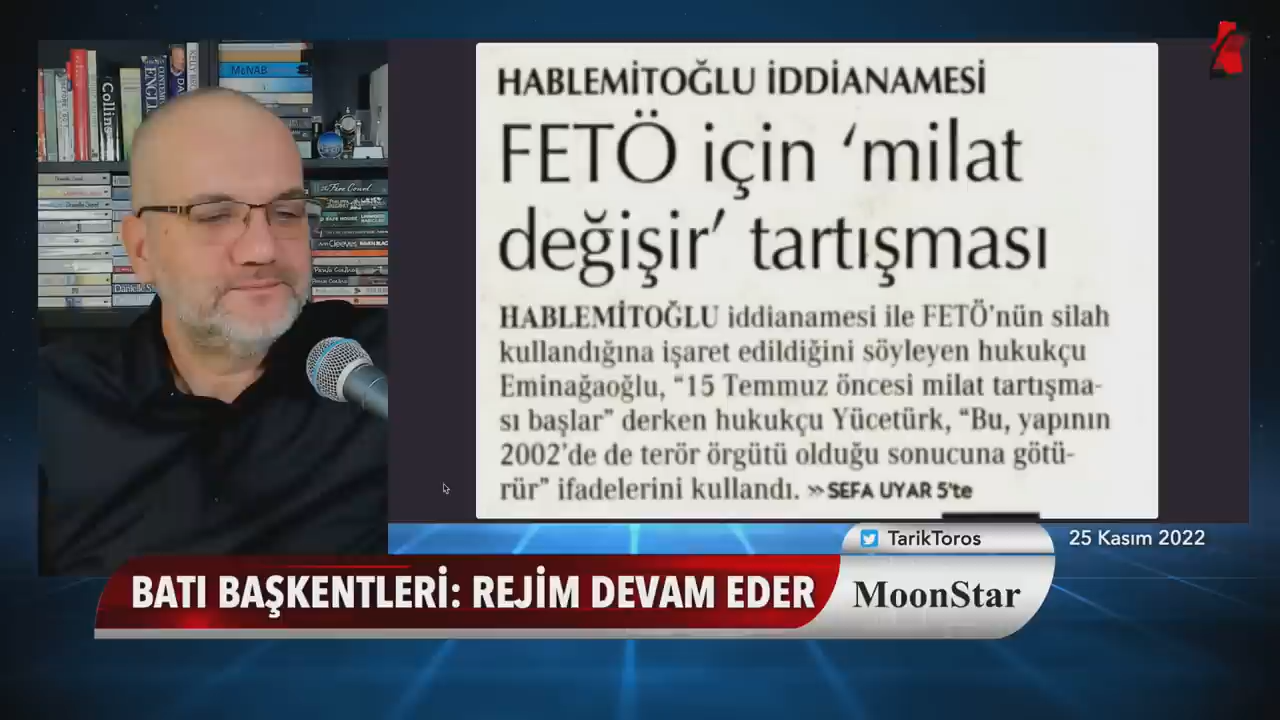 HABLEMİTOĞLU İDDİANAMESİ
FETÖ için ‘milat
değişir’ tartışması
HABLEMİTOĞLU iddianamesi ile FETÖ’nün silah
kullandığına işaret edildiğini söyleyen hukukçu
Eminağaoğlu, “15 Temmuz öncesi milat tartışma-
sı başlar” derken hukukçu Yücetürk, “Bu, yapının
2002’de de terör örgütü olduğu sonucuna götü-
rür” ifadelerini kullandı. »SEFA UYAR 5’te
McNAB
Collins
TarikToros
25 Kasım 2022
BATI BAŞKENTLERİ: REJİM DEVAM EDER
MoonStar